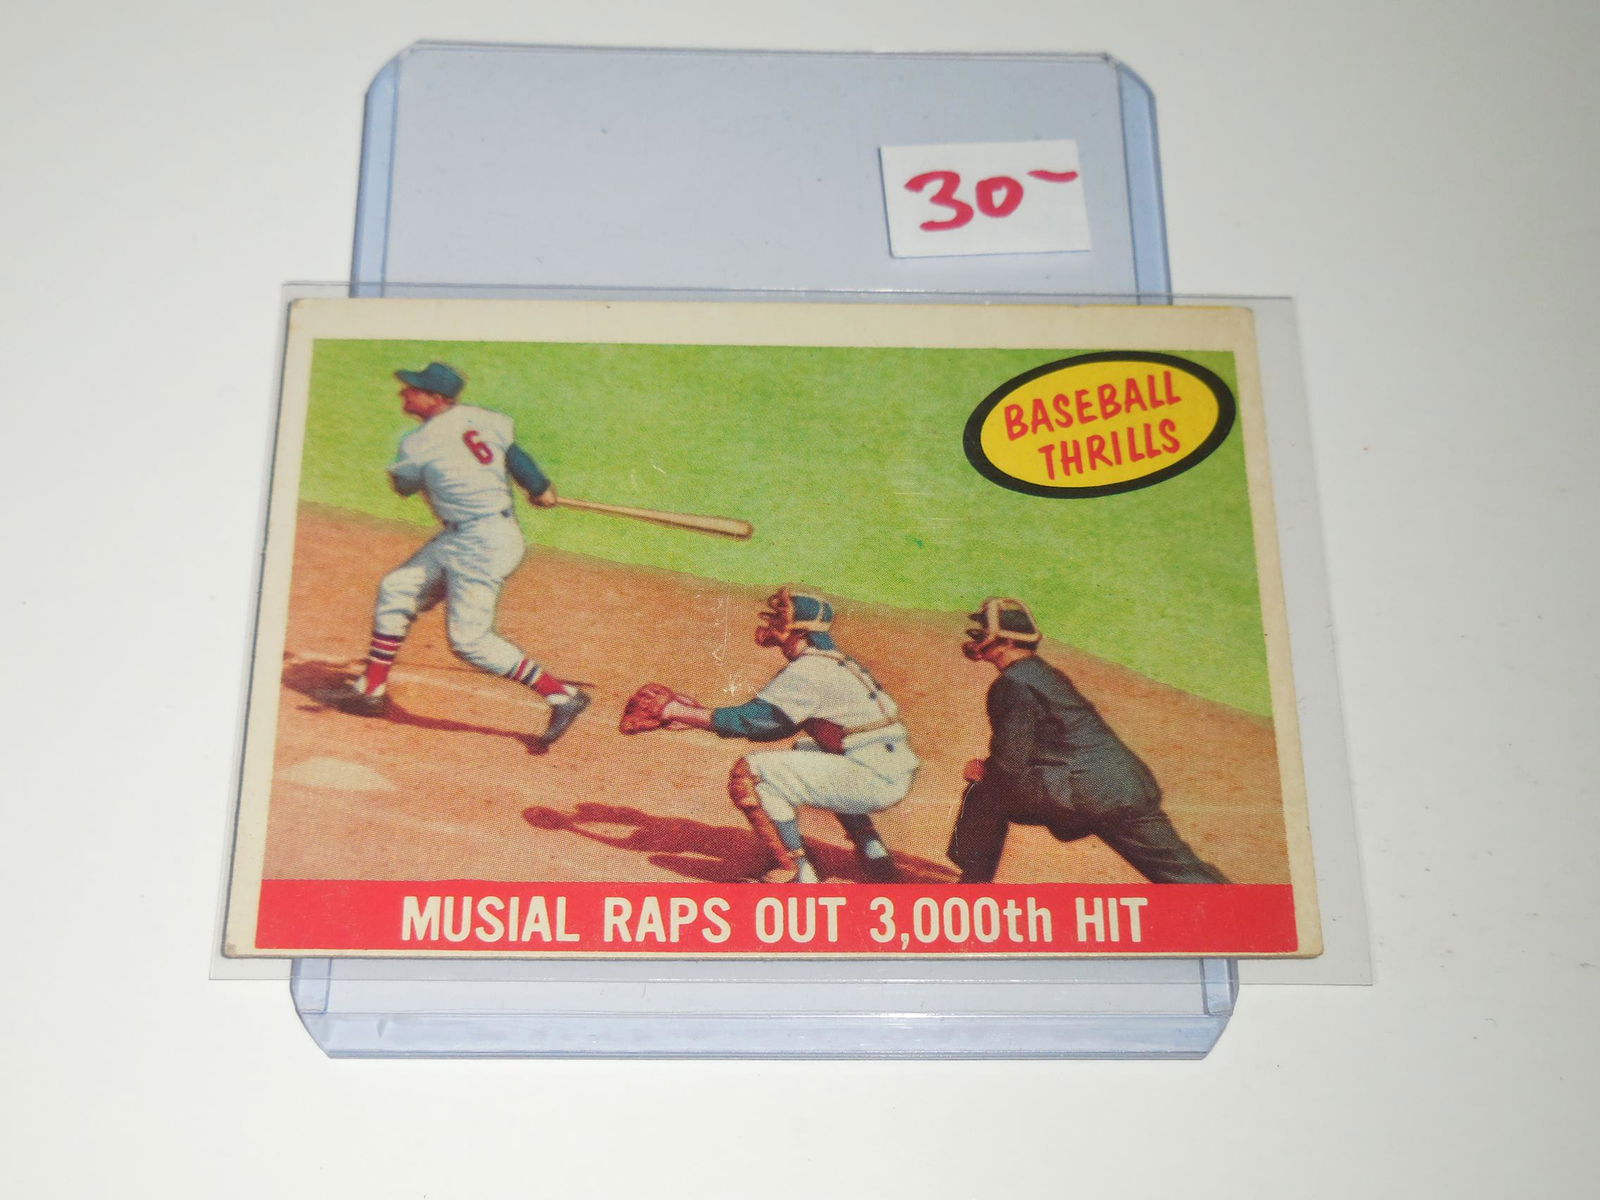 30-
BASEBALL
THRILLS
6
MUSIAL RAPS OUT 3,000th HIT